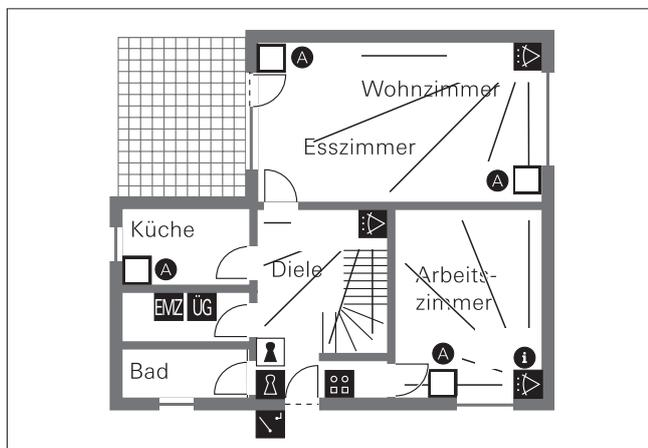 A
Wohnzimmer
Esszimmer
A
Küche
A
Diele
Arbeits-
zimmer
EMZ ÜG
A
i
Bad